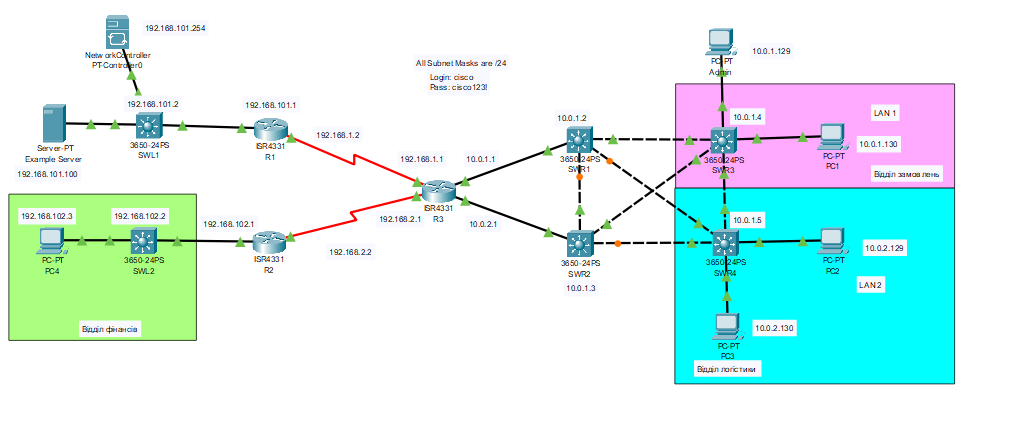 192.168.101.254
NetworkController
PT-Controller0
192.168.101.2
Server-PT
Example Server
192.168.101.100
3650-24PS
SWL1
192.168.101.1
ISR4331
R1
192.168.1.2
All Subnet Masks are /24
Login: cisco
Pass: cisco123!
192.168.1.1
10.0.1.1
ISR4331
R3
192.168.2.1
10.0.2.1
192.168.102.3
PC-PT
PC4
192.168.102.2
3650-24PS
SWL2
Відділ фінансів
192.168.102.1
ISR4331
R2
192.168.2.2
10.0.1.2
3650-24PS
SWR1
3650-24PS
SWR2
10.0.1.3
PC-PT
Admin
10.0.1.129
10.0.1.4
3650-24PS
SWR3
LAN 1
PC-PT
PC1
10.0.1.130
Відділ замовлень
10.0.1.5
3650-24PS
SWR4
PC-PT
PC2
10.0.2.129
LAN2
PC-PT
PC3
10.0.2.130
Відділ логістики